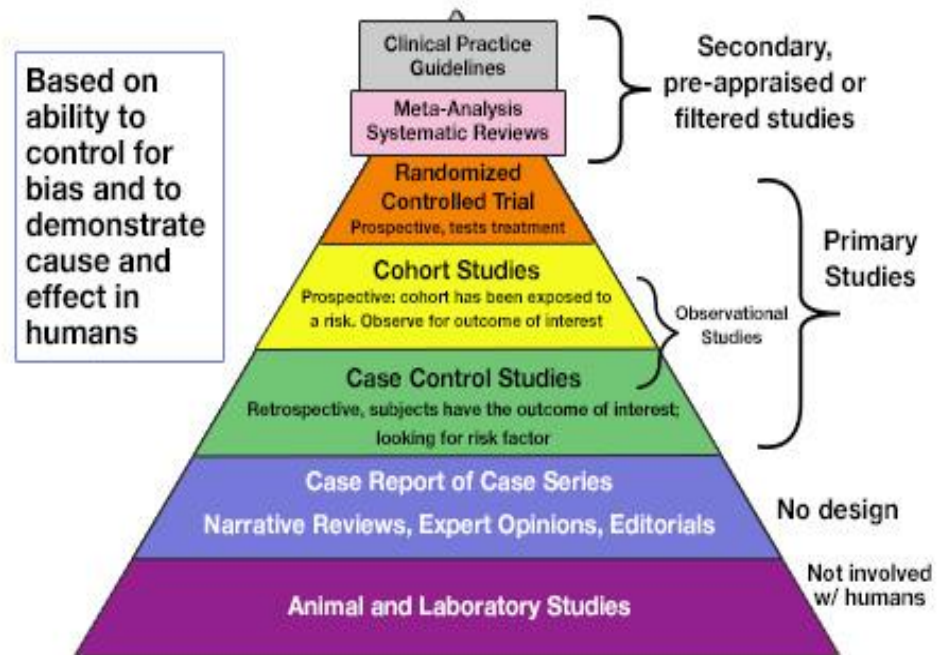 Based on
ability to
control for
bias and to
demonstrate
cause and
effect in
humans
Clinical Practice
Guidelines
Meta-Analysis
Systematic Reviews
Secondary,
pre-appraised or
filtered studies
Randomized
Controlled Trial
Prospective, tests treatment
Cohort Studies
Prospective: cohort has been exposed to
a risk. Observe for outcome of interest
Case Control Studies
Retrospective, subjects have the outcome of interest;
looking for risk factor
Observational
Studies
Primary
Studies
Case Report of Case Series
Narrative Reviews, Expert Opinions, Editorials
No design
Animal and Laboratory Studies
Not involved
w/ humans